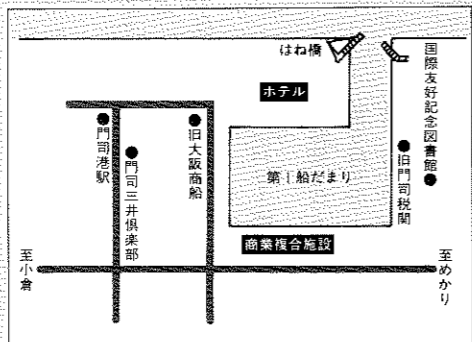 はね橋
国際友好記念図書館
ホテル
門司港駅
門司三井倶楽部
旧大阪商船
第1船だまり
旧門司税関
商業複合施設
至小倉
至めかり